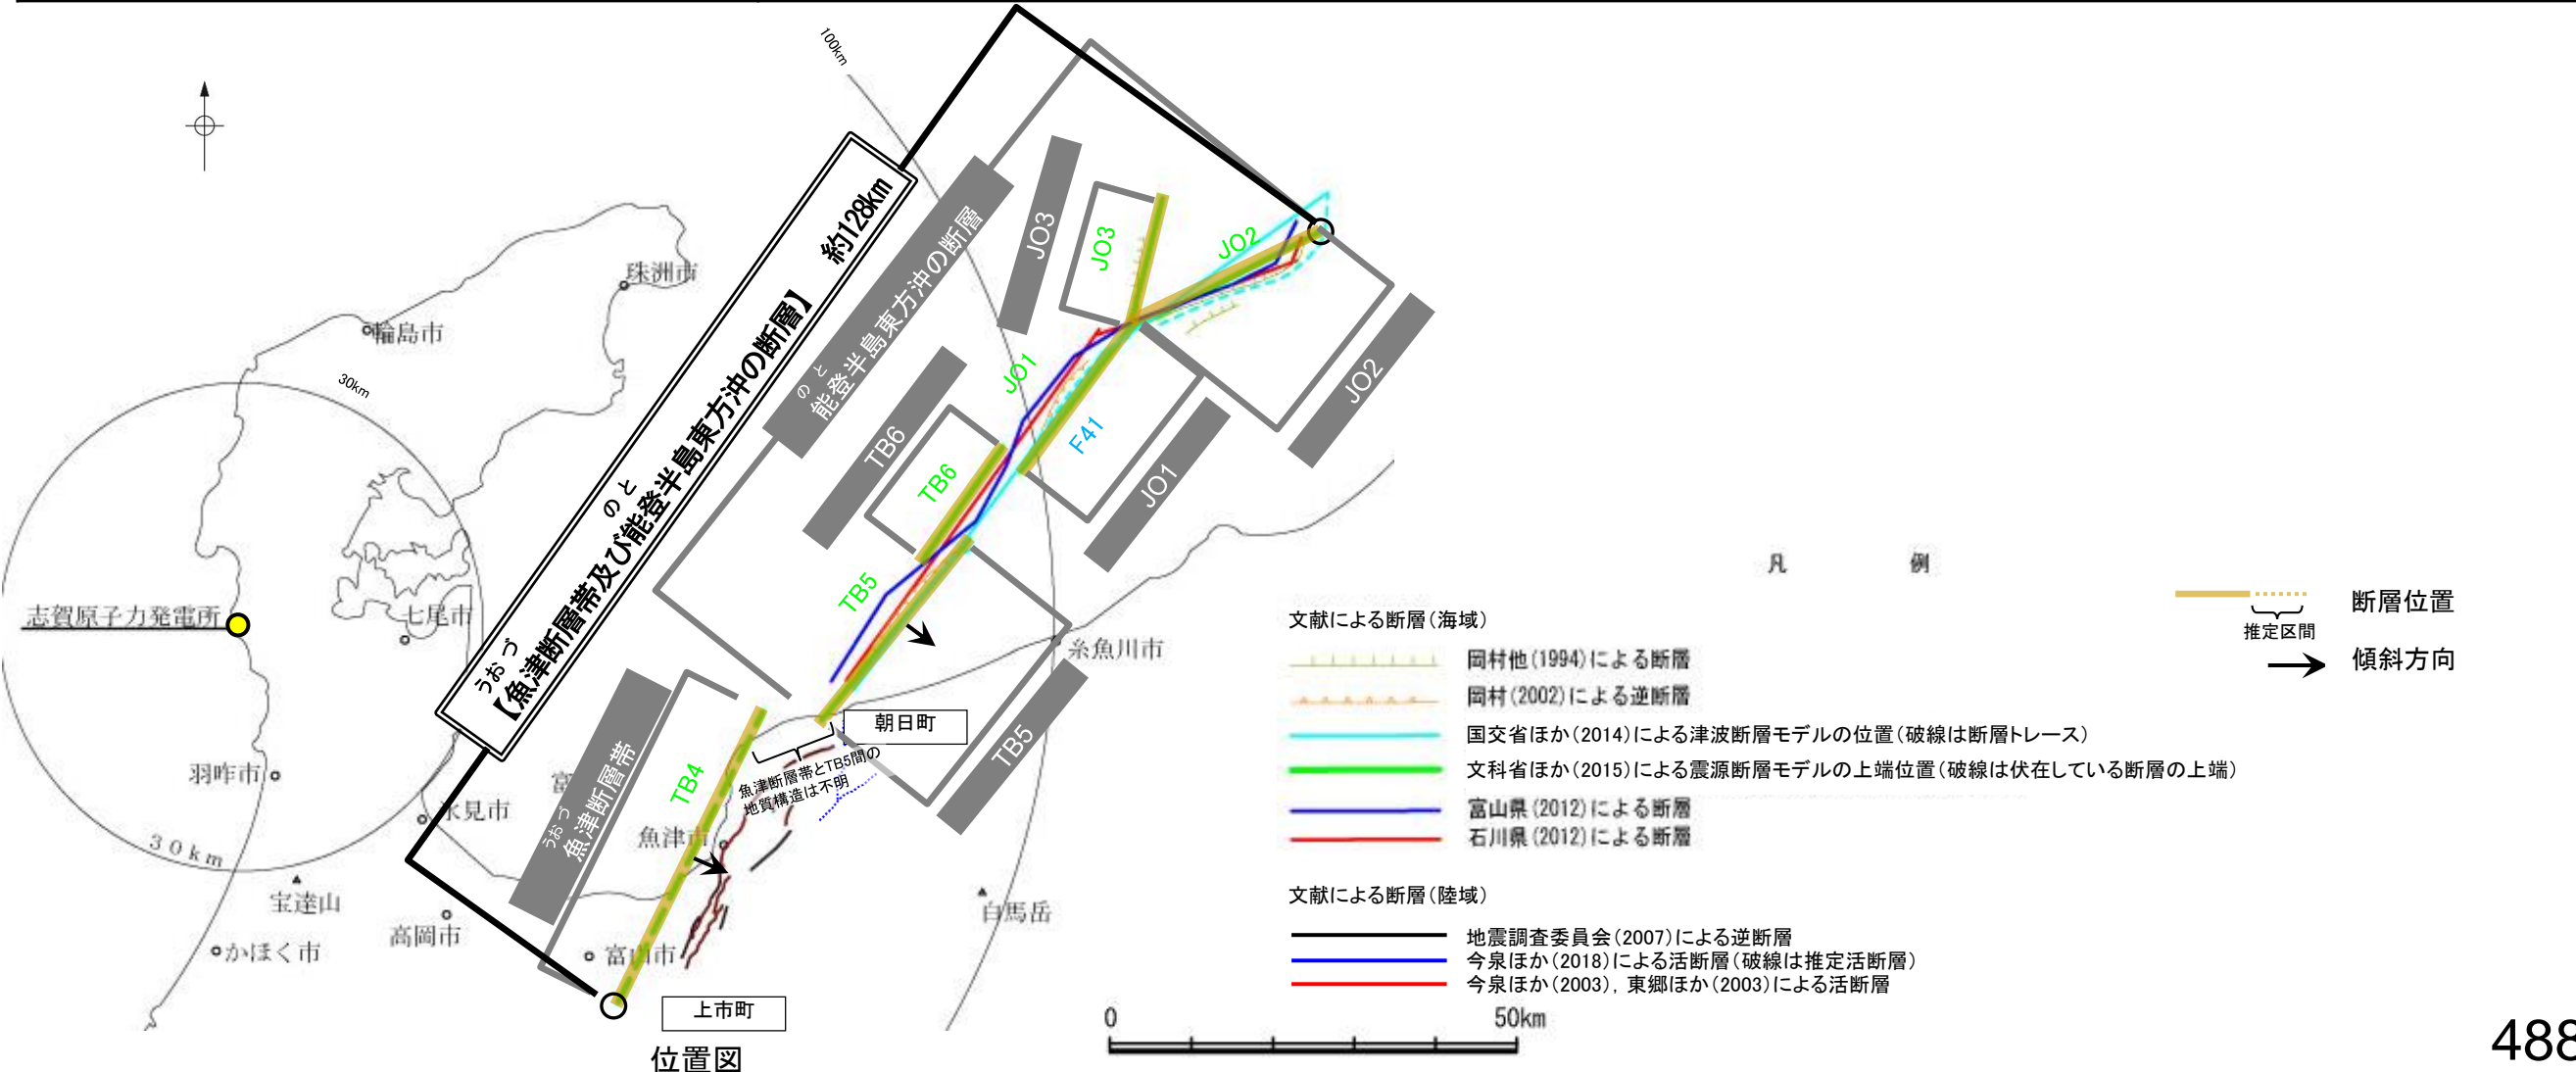 100km
JO3
JO3
JO2
約128km
のと
能登半島東方沖の断層
珠洲市
輪島市
30km
JO1
JO2
のと
うおづ
【魚津断層帯及び能登半島東方沖の断層】
TB6
F41
TB6
JO1
TB5
志賀原子力発電所
七尾市
糸魚川市
朝日町
TB5
魚津断層帯とTB5間の
地質構造は不明
TB4
うおづ
魚津断層帯
富
羽咋市
氷見市
魚津市
30km
宝達山
高岡市
かほく市
富山市
白馬岳
上市町
位置図
凡 例
文献による断層(海域)
岡村他(1994)による断層
岡村(2002)による逆断層
国交省ほか(2014)による津波断層モデルの位置(破線は断層トレース)
文科省ほか(2015)による震源断層モデルの上端位置(破線は伏在している断層の上端)
富山県(2012)による断層
石川県(2012)による断層
文献による断層(陸域)
地震調査委員会(2007)による逆断層
今泉ほか(2018)による活断層(破線は推定活断層)
今泉ほか(2003),東郷ほか(2003)による活断層
断層位置
推定区間
傾斜方向
0 50km
488